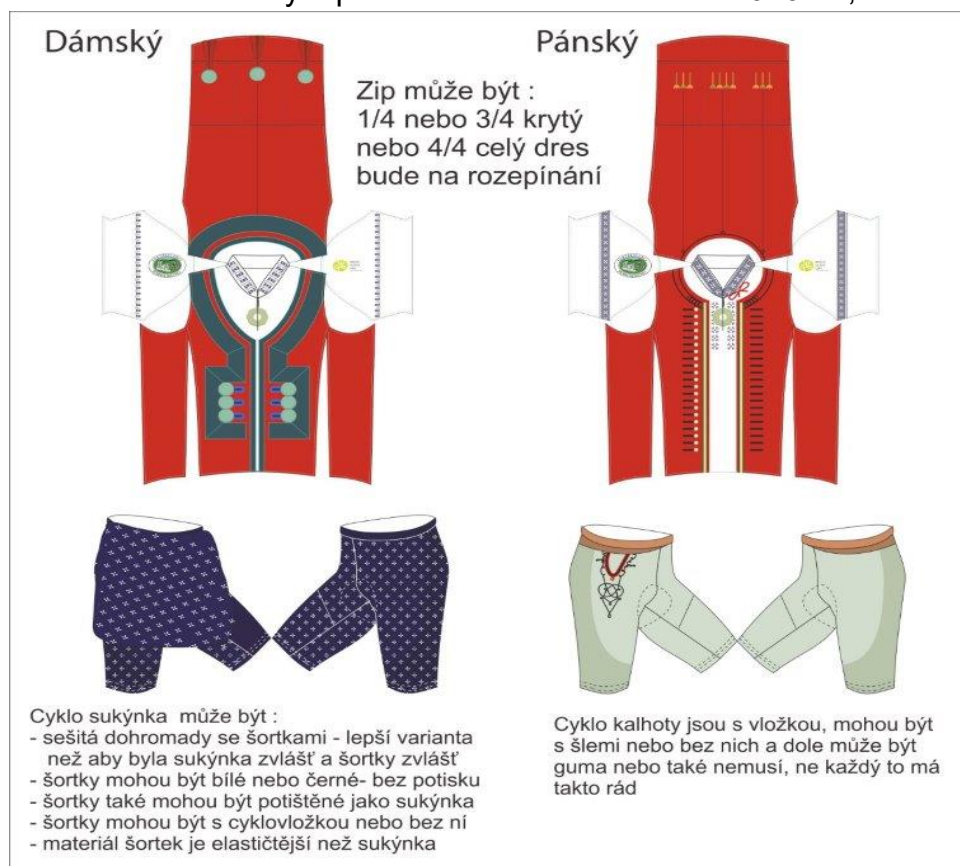 Dámský
Pánský
Zip může být :
1/4 nebo 3/4 krytý
nebo 4/4 celý dres
bude na rozepínání
Cyklo sukýnka může být :
- sešitá dohromady se šortkami - lepší varianta
než aby byla sukýnka zvlášť a šortky zvlášť
- šortky mohou být bílé nebo černé- bez potisku
- šortky také mohou být potištěné jako sukýnka
- šortky mohou být s cyklovložkou nebo bez ní
- materiál šortek je elastičtější než sukýnka
Cyklo kalhoty jsou s vložkou, mohou být
s šlemi nebo bez nich a dole může být
guma nebo také nemusí, ne každý to má
takto rád